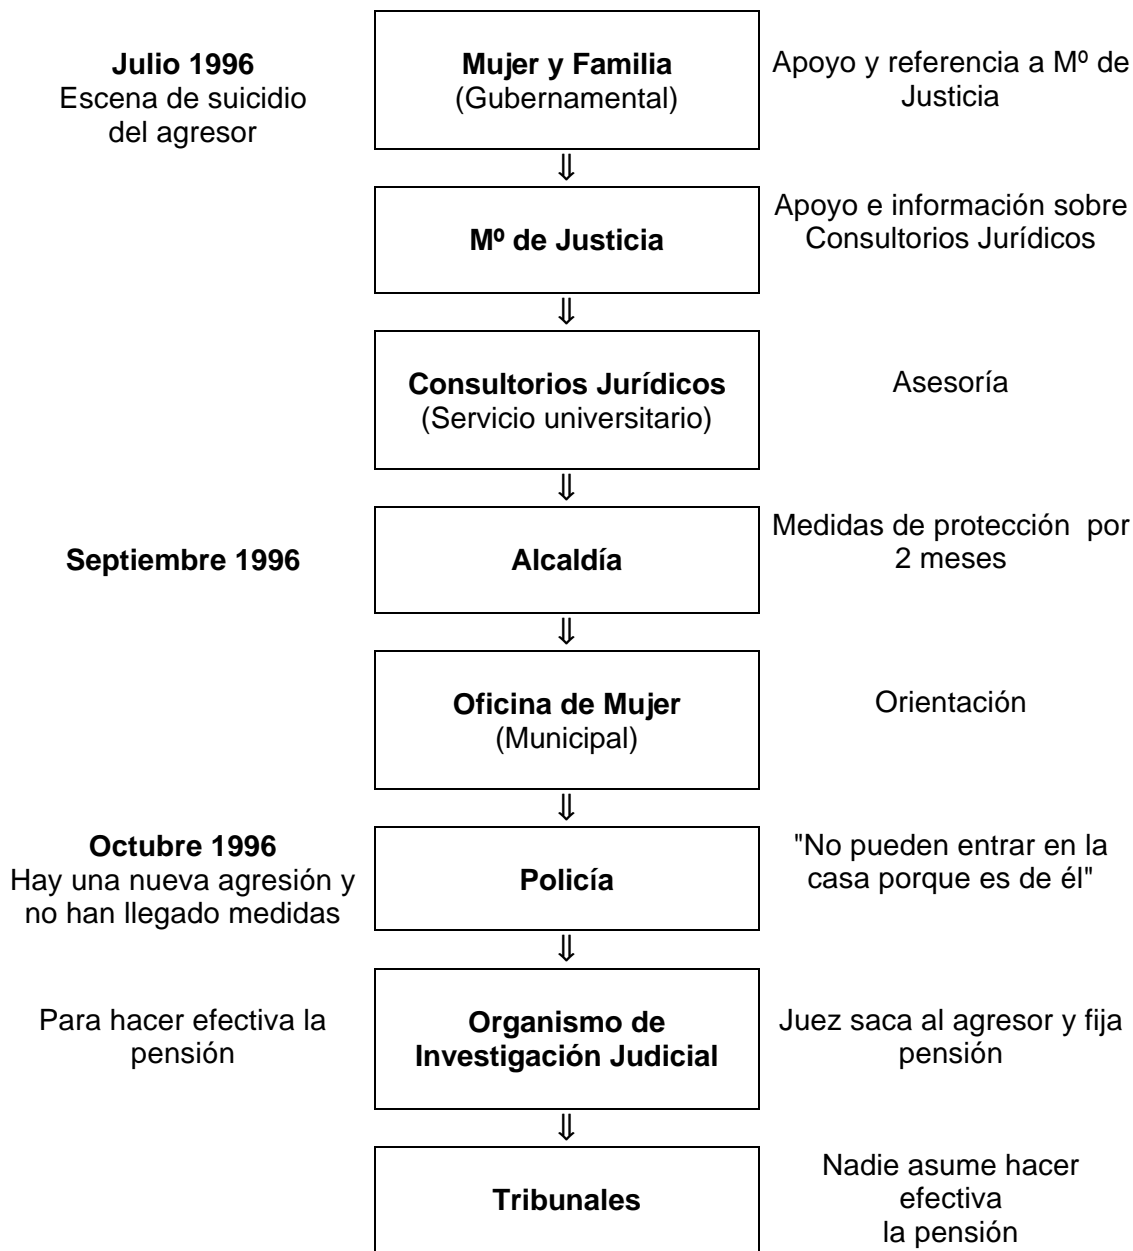 Julio 1996
Escena de suicidio
del agresor
Mujer y Familia
(Gubernamental)
Apoyo y referencia a Mº de
Justicia
⇓
Mº de Justicia
Apoyo e información sobre
Consultorios Jurídicos
⇓
Consultorios Jurídicos
(Servicio universitario)
Asesoría
⇓
Septiembre 1996
Alcaldía
Medidas de protección por
2 meses
⇓
Oficina de Mujer
(Municipal)
Orientación
⇓
Octubre 1996
Hay una nueva agresión y
no han llegado medidas
Policía
"No pueden entrar en la
casa porque es de él"
⇓
Para hacer efectiva la
pensión
Organismo de
Investigación Judicial
Juez saca al agresor y fija
pensión
⇓
Tribunales
Nadie asume hacer
efectiva
la pensión